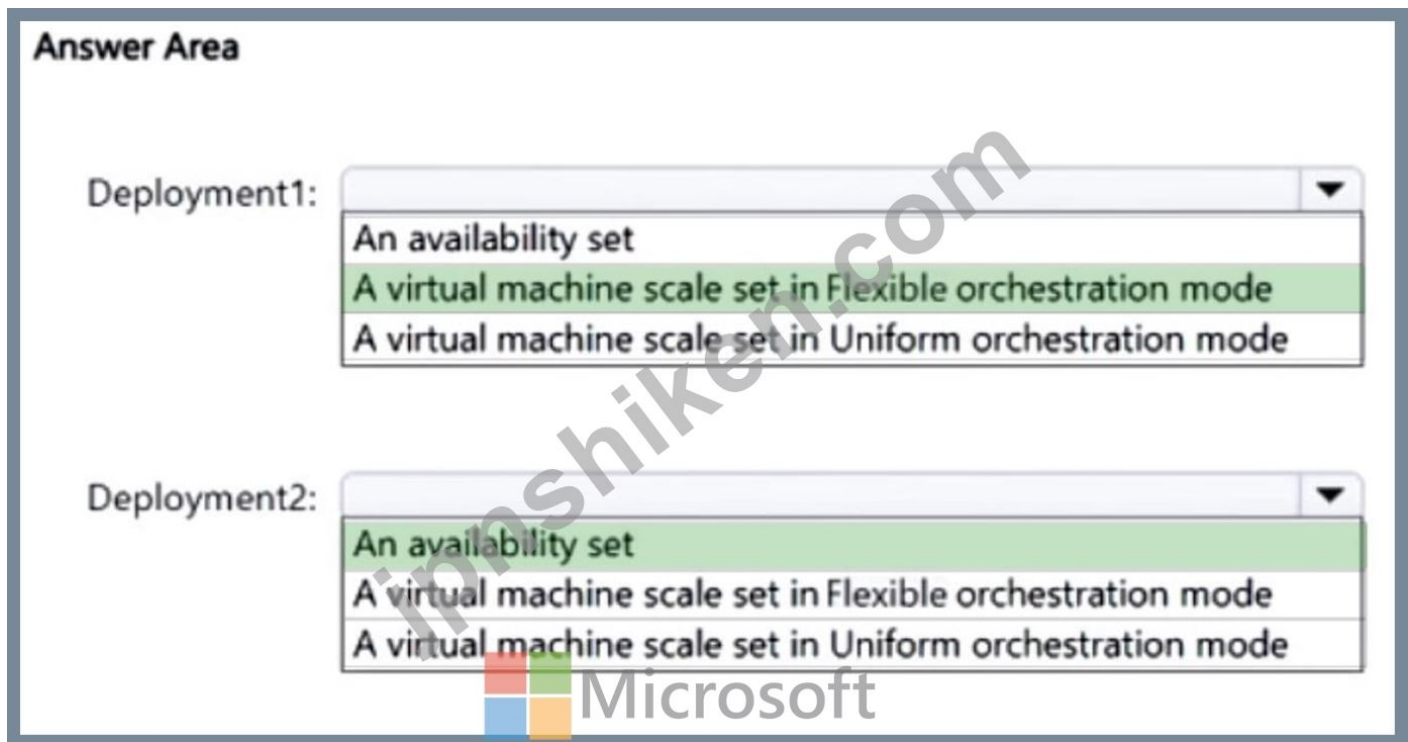 Answer Area
Deployment1:
An availability set
A virtual machine scale set in Flexible orchestration mode
A virtual machine scale set in Uniform orchestration mode
Deployment2:
An availability set
A virtual machine scale set in Flexible orchestration mode
A virtual machine scale set in Uniform orchestration mode
jpnshiken.com
Microsoft